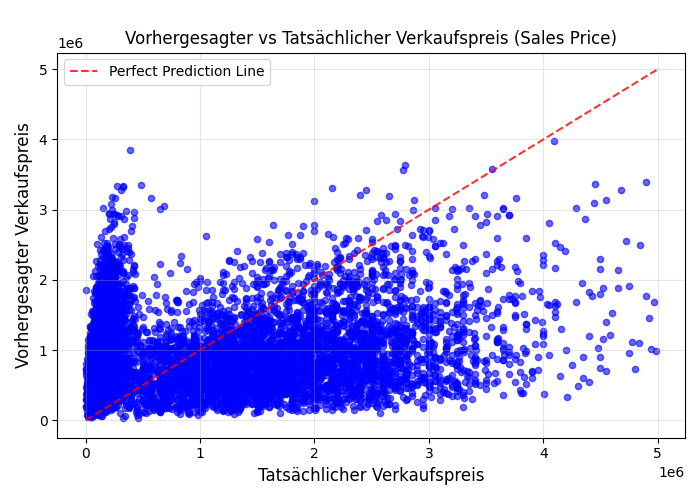 Vorhergesagter vs Tatsächlicher Verkaufspreis (Sales Price)
1e6
Perfect Prediction Line
Vorhergesagter Verkaufspreis
5
4
3
2
1
0
0 1 2 3 4 5
1e6
Tatsächlicher Verkaufspreis